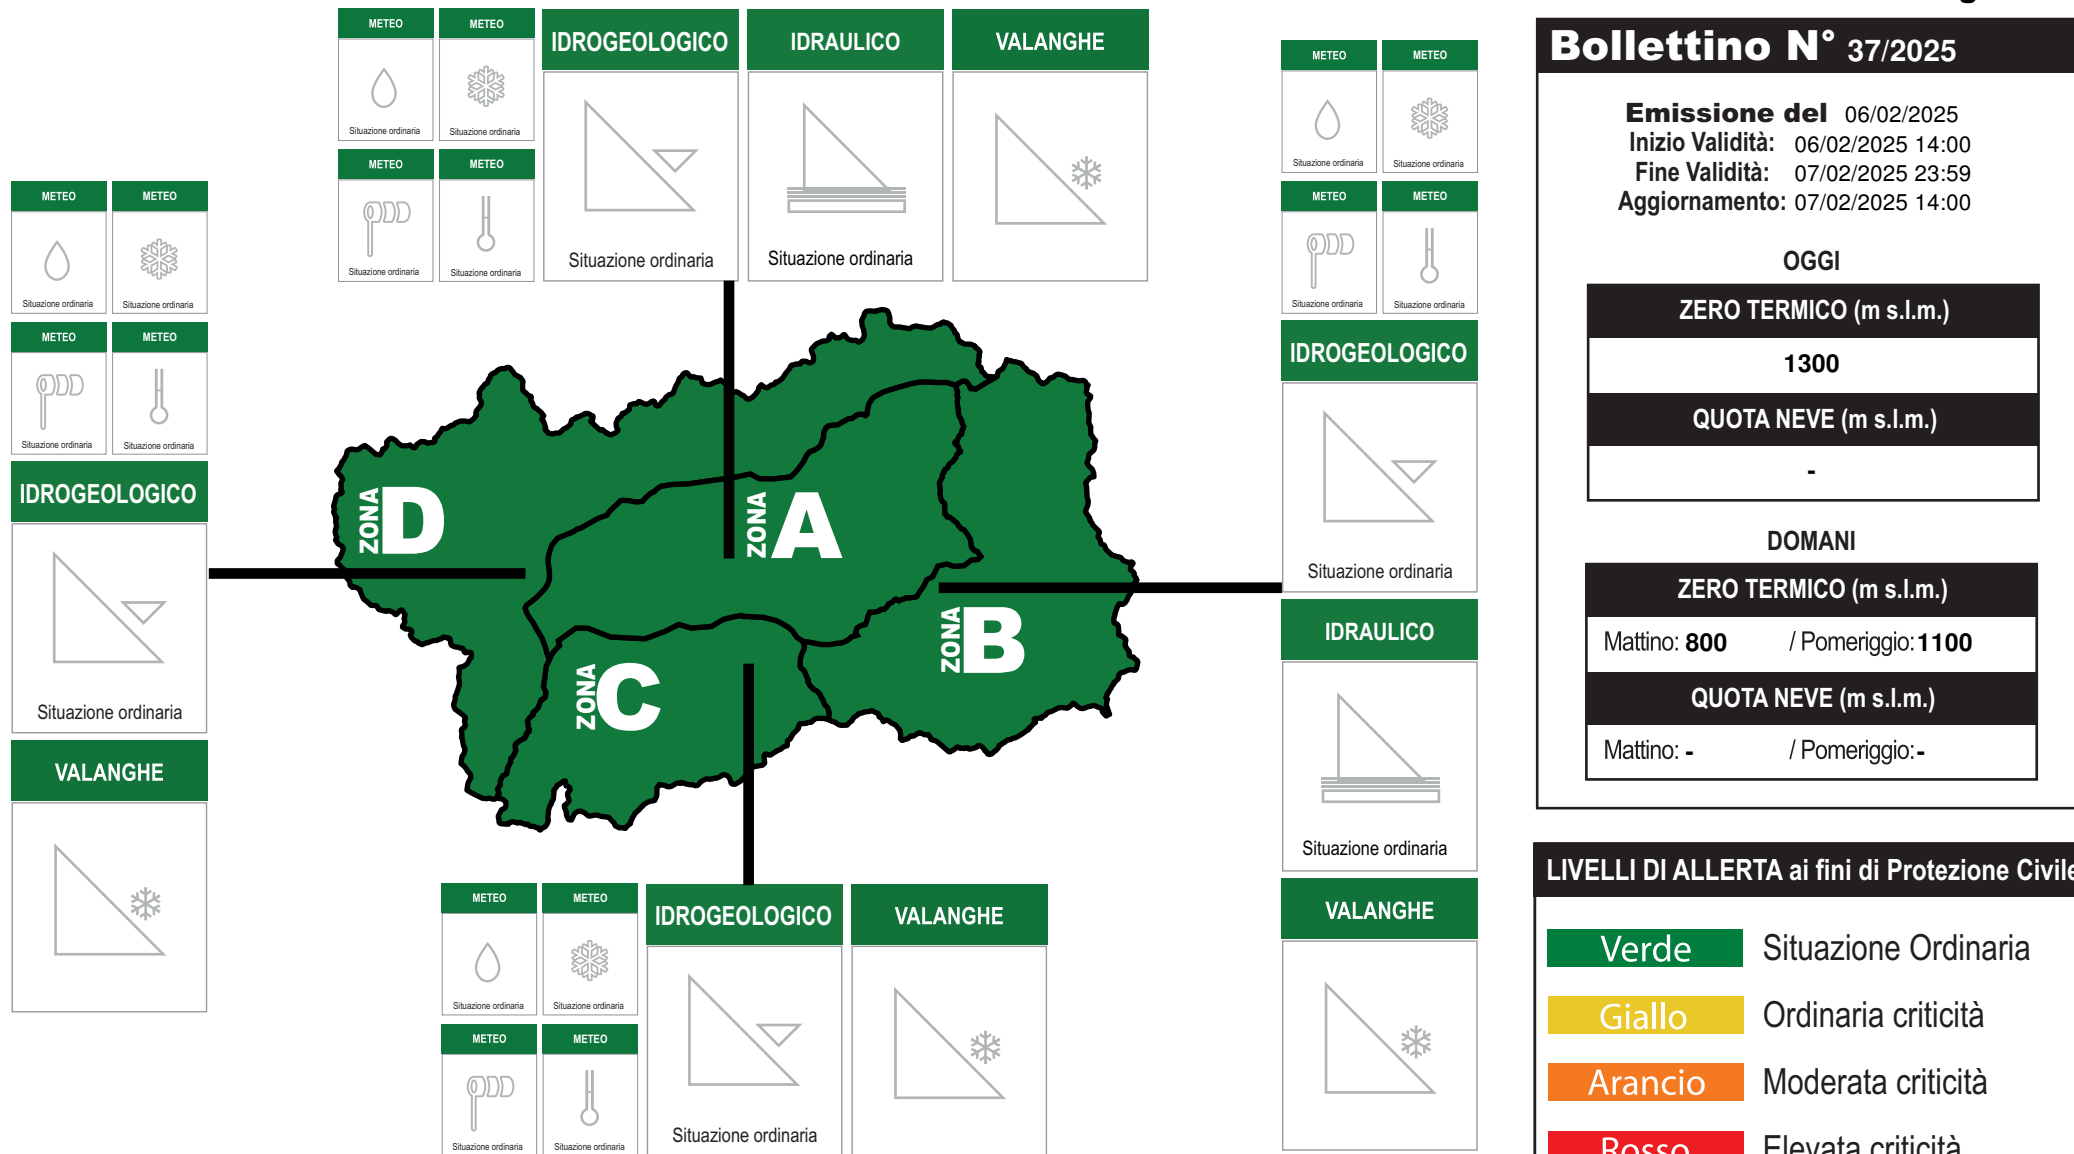 METEO
METEO
Situazione ordinaria
Situazione ordinaria
METEO
METEO
Situazione ordinaria
Situazione ordinaria
IDROGEOLOGICO
Situazione ordinaria
IDRAULICO
Situazione ordinaria
VALANGHE
METEO
METEO
Situazione ordinaria
Situazione ordinaria
METEO
METEO
Situazione ordinaria
Situazione ordinaria
IDROGEOLOGICO
Situazione ordinaria
VALANGHE
ZONA D
ZONA A
ZONA B
ZONA C
METEO
METEO
Situazione ordinaria
Situazione ordinaria
METEO
METEO
Situazione ordinaria
Situazione ordinaria
IDROGEOLOGICO
Situazione ordinaria
IDRAULICO
Situazione ordinaria
VALANGHE
METEO
METEO
Situazione ordinaria
Situazione ordinaria
METEO
METEO
Situazione ordinaria
Situazione ordinaria
IDROGEOLOGICO
Situazione ordinaria
VALANGHE
Bollettino N° 37/2025
Emissione del 06/02/2025
Inizio Validità: 06/02/2025 14:00
Fine Validità: 07/02/2025 23:59
Aggiornamento: 07/02/2025 14:00
OGGI
ZERO TERMICO (m s.l.m.)
1300
QUOTA NEVE (m s.l.m.)
-
DOMANI
ZERO TERMICO (m s.l.m.)
Mattino: 800 / Pomeriggio: 1100
QUOTA NEVE (m s.l.m.)
Mattino: - / Pomeriggio: -
LIVELLI DI ALLERTA ai fini di Protezione Civile
Verde Situazione Ordinaria
Giallo Ordinaria criticità
Arancio Moderata criticità
Rosso Elevata criticità